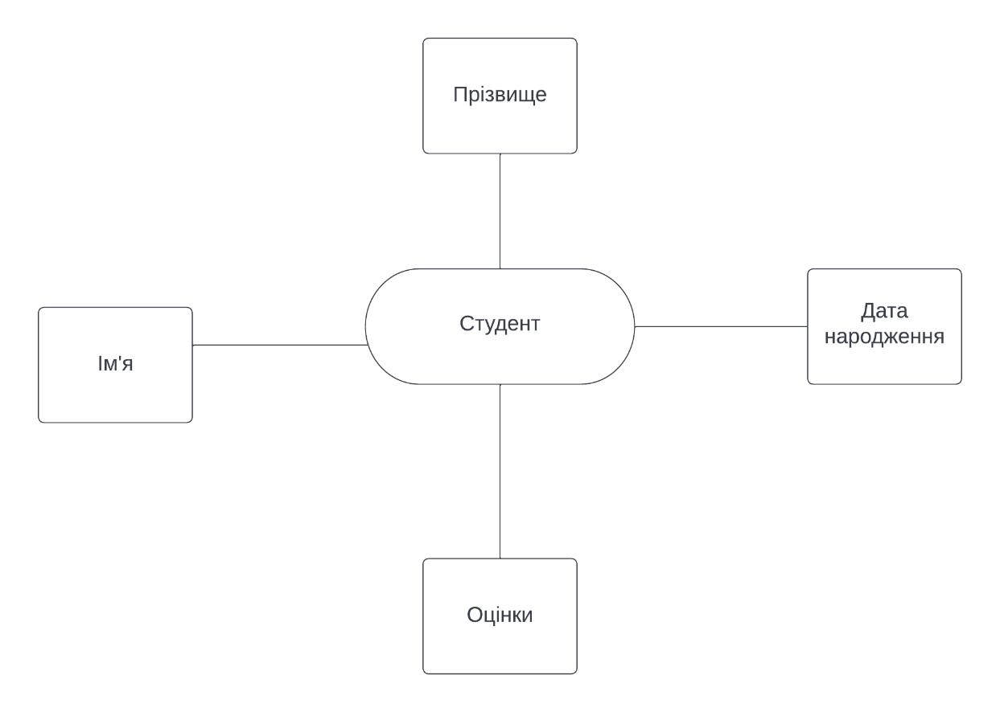 Прізвище
Студент
Дата
народження
Ім'я
Оцінки